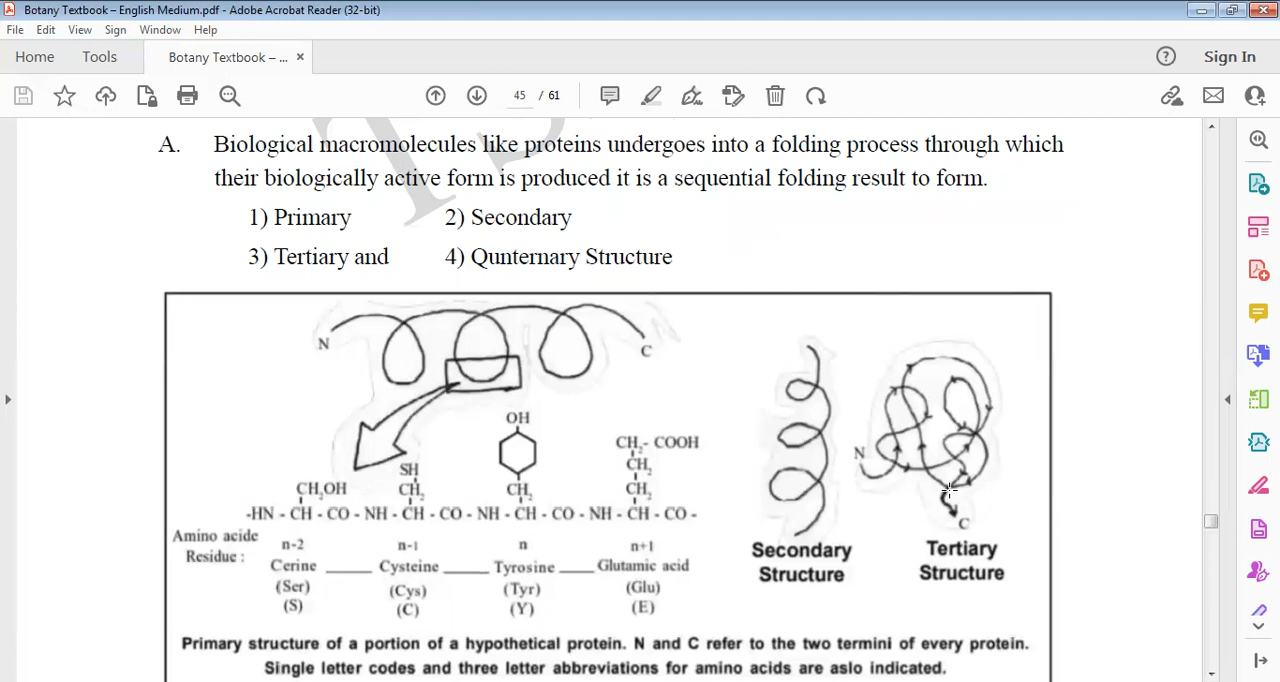 Botany Textbook – English Medium.pdf - Adobe Acrobat Reader (32-bit)
File Edit View Sign Window Help
Home Tools Botany Textbook – ... × ? Sign In
45 / 61
A. Biological macromolecules like proteins undergoes into a folding process through which
their biologically active form is produced it is a sequential folding result to form.
1) Primary 2) Secondary
3) Tertiary and 4) Qunternary Structure
N C
OH
CH2- COOH
SH CH2
N
CH2OH CH2 CH2 CH2
-HN - CH - CO - NH - CH - CO - NH - CH - CO - NH - CH - CO -
C
Amino acide
Residue :
n-2 n-1 n n+1
Cerine ____ Cysteine ____ Tyrosine ____ Glutamic acid
(Ser) (Cys) (Tyr) (Glu)
(S) (C) (Y) (E)
Secondary
Structure
Tertiary
Structure
Primary structure of a portion of a hypothetical protein. N and C refer to the two termini of every protein.
Single letter codes and three letter abbreviations for amino acids are aslo indicated.